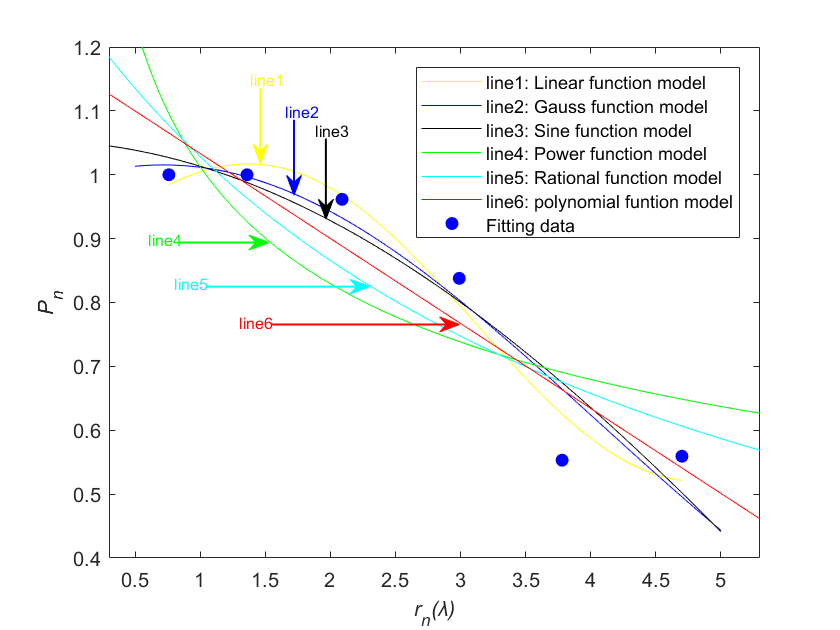 1.2
1.1
1
0.9
0.8
0.7
0.6
0.5
0.4
Pn
line1
line2
line3
line4
line5
line6
line1: Linear function model
line2: Gauss function model
line3: Sine function model
line4: Power function model
line5: Rational function model
line6: polynomial funtion model
Fitting data
0.5 1 1.5 2 2.5 3 3.5 4 4.5 5
rn(λ)